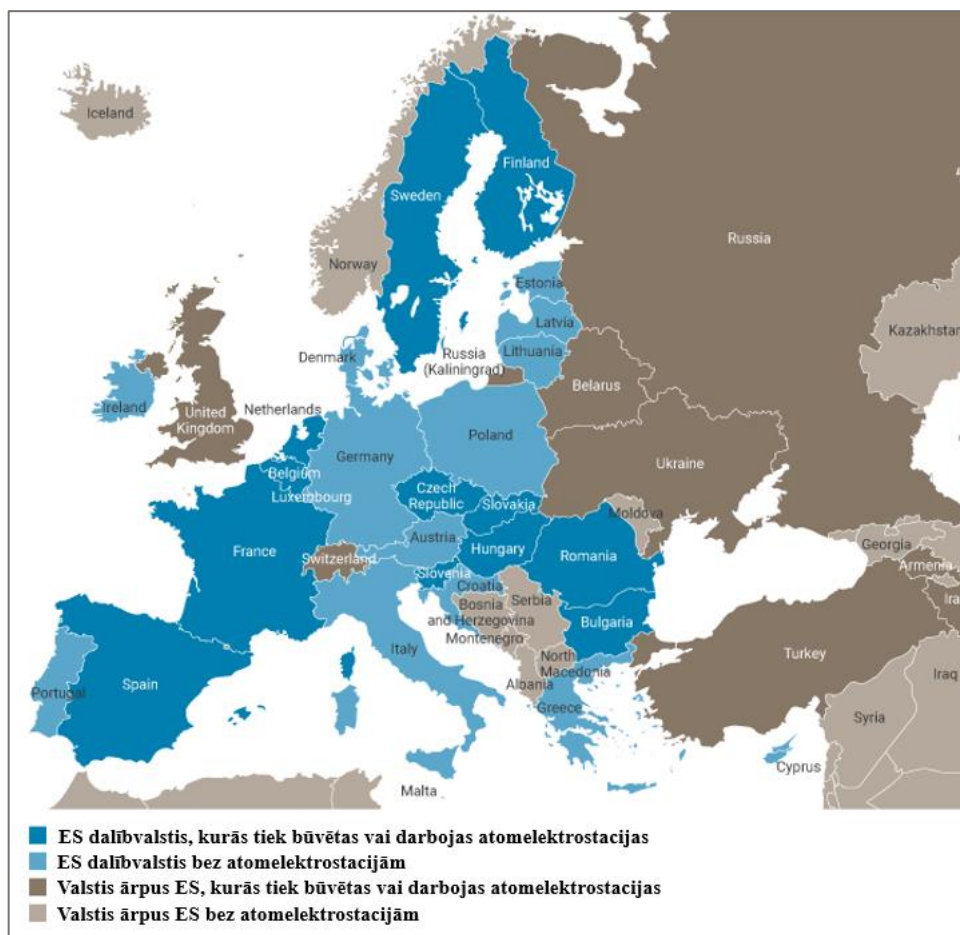 Iceland
Finland
Sweden
Norway
Russia
Estonia
Latvia
Lithuania
Denmark
Russia
(Kaliningrad)
Kazakhstan
Belarus
Ireland
United
Kingdom
Netherlands
Poland
Germany
Belgium
Luxembourg
Ukraine
Czech
Republic
Slovakia
Moldova
Austria
France
Switzerland
Hungary
Romania
Slovenia
Croatia
Georgia
Armenia
Bosnia
and Herzegovina
Serbia
Montenegro
Bulgaria
Italy
North
Macedonia
Albania
Greece
Turkey
Ira
Iraq
Portugal
Spain
Syria
Cyprus
Malta
ES dalībvalstis, kurās tiek būvētas vai darbojas atomelektrostacijas
ES dalībvalstis bez atomelektrostacijām
Valstis ārpus ES, kurās tiek būvētas vai darbojas atomelektrostacijas
Valstis ārpus ES bez atomelektrostacijām